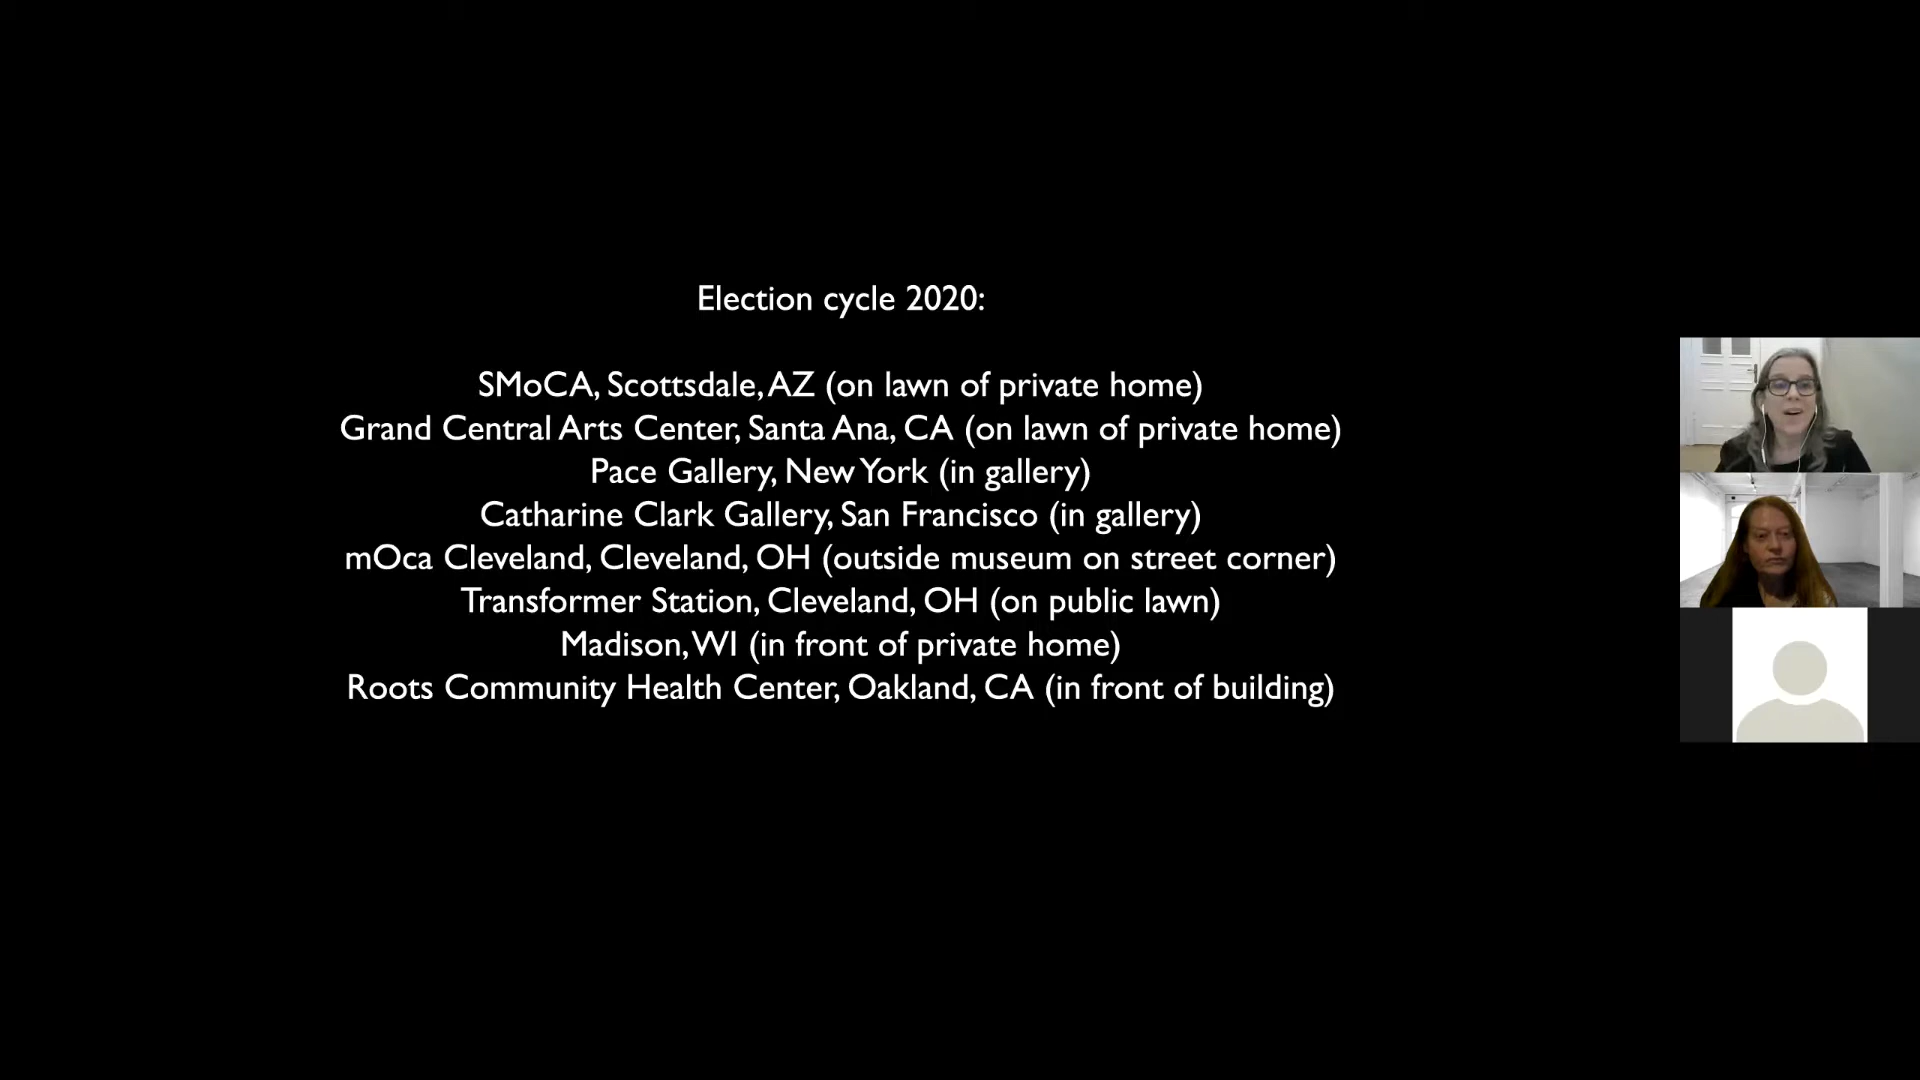 Election cycle 2020:
SMoCA, Scottsdale, AZ (on lawn of private home)
Grand Central Arts Center, Santa Ana, CA (on lawn of private home)
Pace Gallery, New York (in gallery)
Catharine Clark Gallery, San Francisco (in gallery)
mOca Cleveland, Cleveland, OH (outside museum on street corner)
Transformer Station, Cleveland, OH (on public lawn)
Madison, WI (in front of private home)
Roots Community Health Center, Oakland, CA (in front of building)